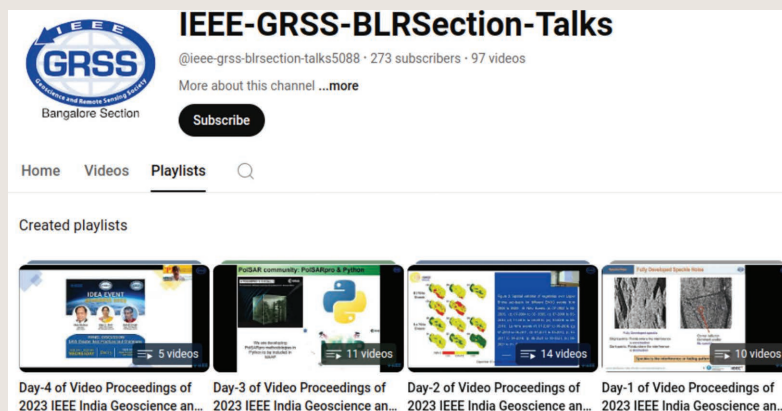 IEEE-GRSS-BLRSection-Talks
IEEE
GRSS
Geoscience and Remote Sensing Society
Bangalore Section
@ieee-grss-blrsection-talks5088 · 273 subscribers · 97 videos
More about this channel ...more
Subscribe
Home Videos Playlists
Created playlists
IDEA EVENT
5 videos
PolSAR community: PolSARpro & Python
11 videos
14 videos
Fully Developed Speckle Noise
10 videos
Day-4 of Video Proceedings of
2023 IEEE India Geoscience an...
Day-3 of Video Proceedings of
2023 IEEE India Geoscience an...
Day-2 of Video Proceedings of
2023 IEEE India Geoscience an...
Day-1 of Video Proceedings of
2023 IEEE India Geoscience an...